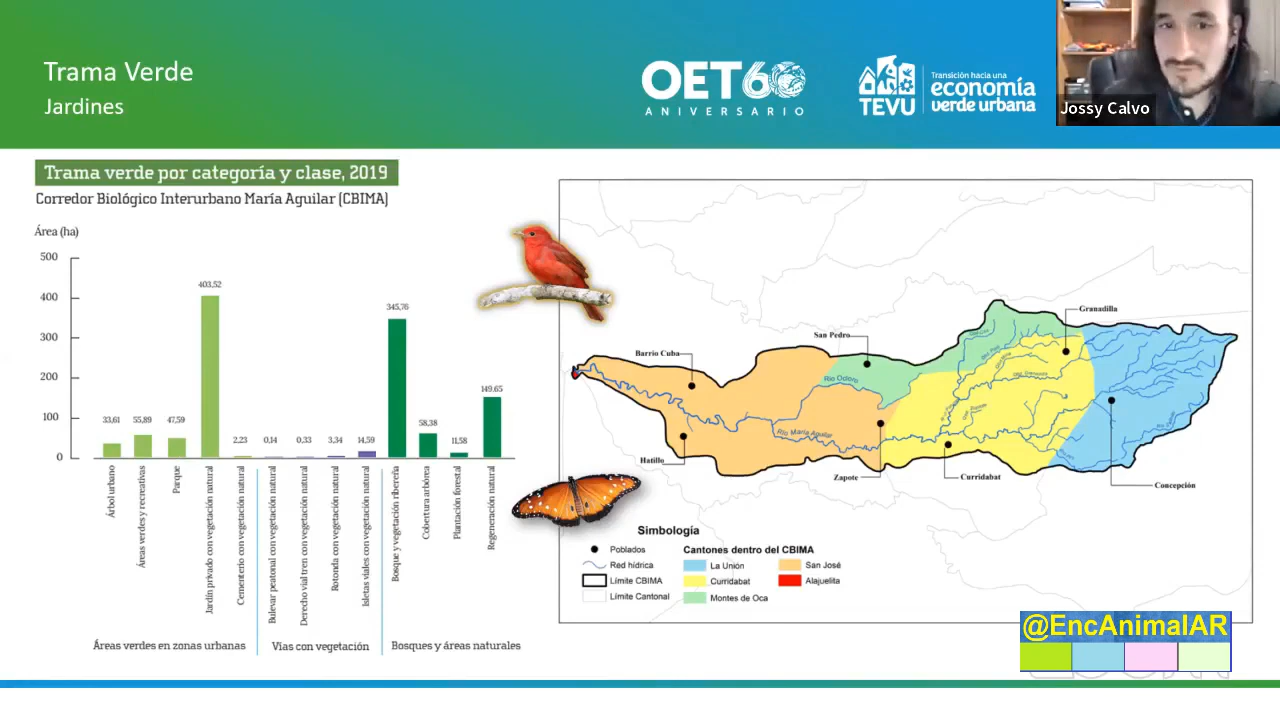 Trama Verde
Jardines
OET60
ANIVERSARIO
TEVU
Transición hacia una
economía
verde urbana
Jossy Calvo
Trama verde por categoría y clase, 2019
Corredor Biológico Interurbano María Aguilar (CBIMA)
Área (ha)
500
400
300
200
100
0
33,61
55,89
47,59
403,52
2,23
0,14
0,33
3,34
14,59
345,76
58,38
11,58
149,65
Árbol urbano
Áreas verdes y recreativas
Parque
Jardín privado con vegetación natural
Cementerio con vegetación natural
Bulevar peatonal con vegetación natural
Derecho vial tren con vegetación natural
Rotonda con vegetación natural
Isletas viales con vegetación natural
Bosque y vegetación ribereña
Cobertura arbórea
Plantación forestal
Regeneración natural
Áreas verdes en zonas urbanas
Vías con vegetación
Bosques y áreas naturales
Granadilla
San Pedro
Barrio Cuba
Río Ocloro
Río María Aguilar
Hatillo
Zapote
Curridabat
Concepción
Simbología
Poblados
Red hídrica
Límite CBIMA
Límite Cantonal
Cantones dentro del CBIMA
La Unión
Curridabat
Montes de Oca
San José
Alajuelita
@EncAnimalAR